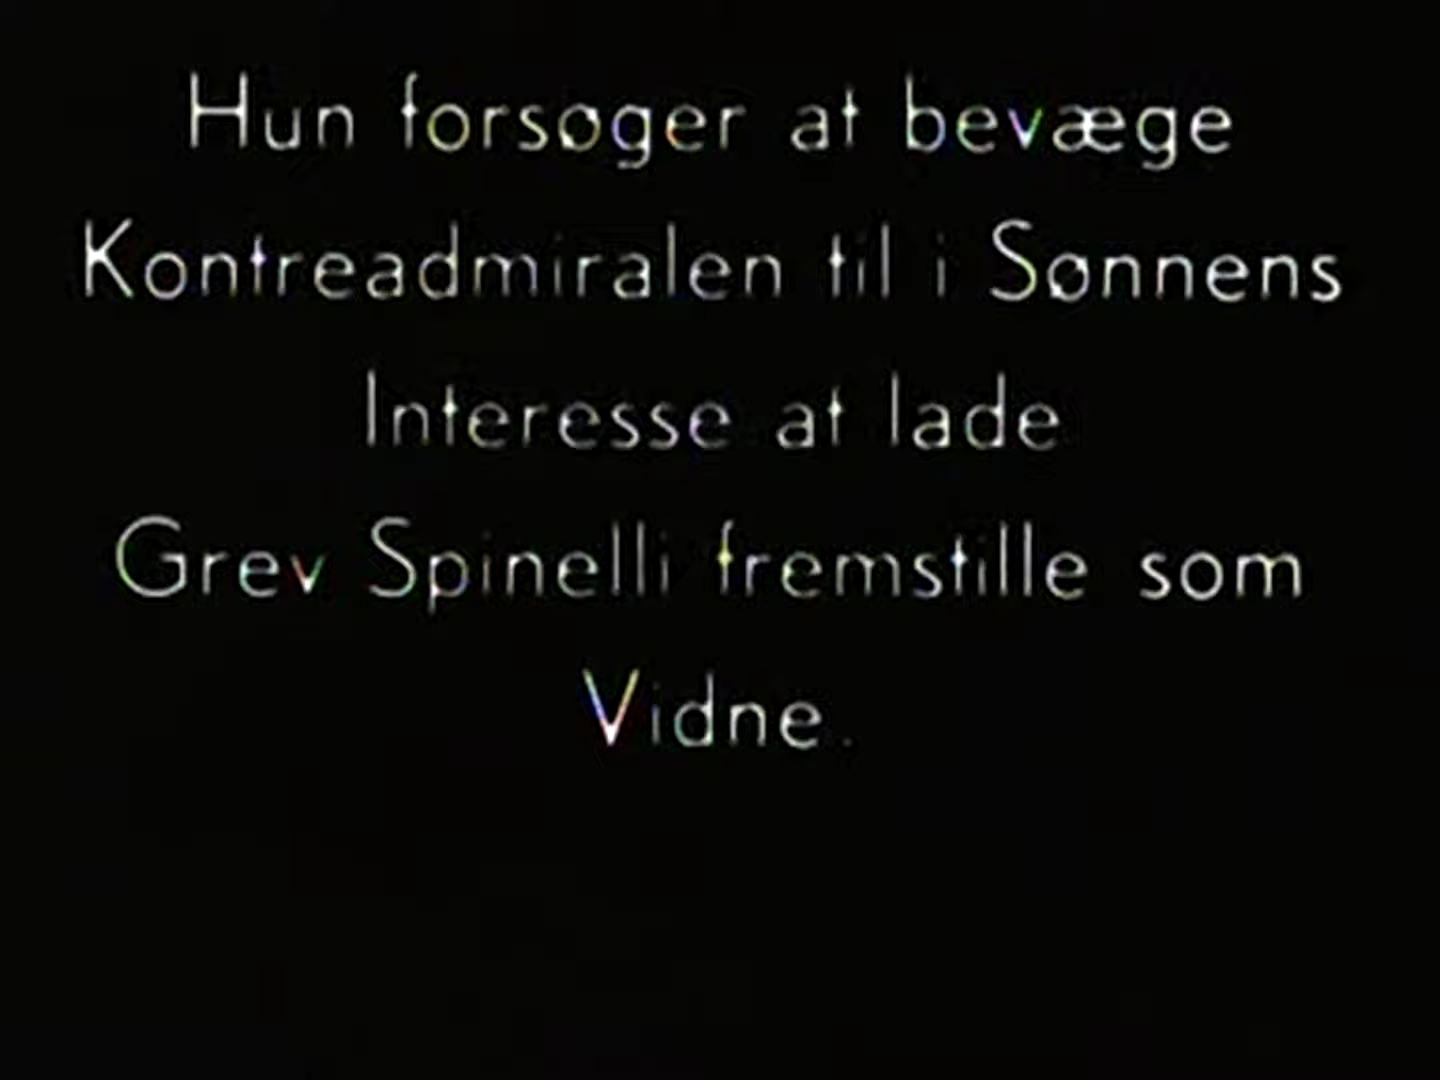 Hun forsøger at bevæge
Kontreadmiralen til i Sønnens
Interesse at lade
Grev Spinelli fremstille som
Vidne.